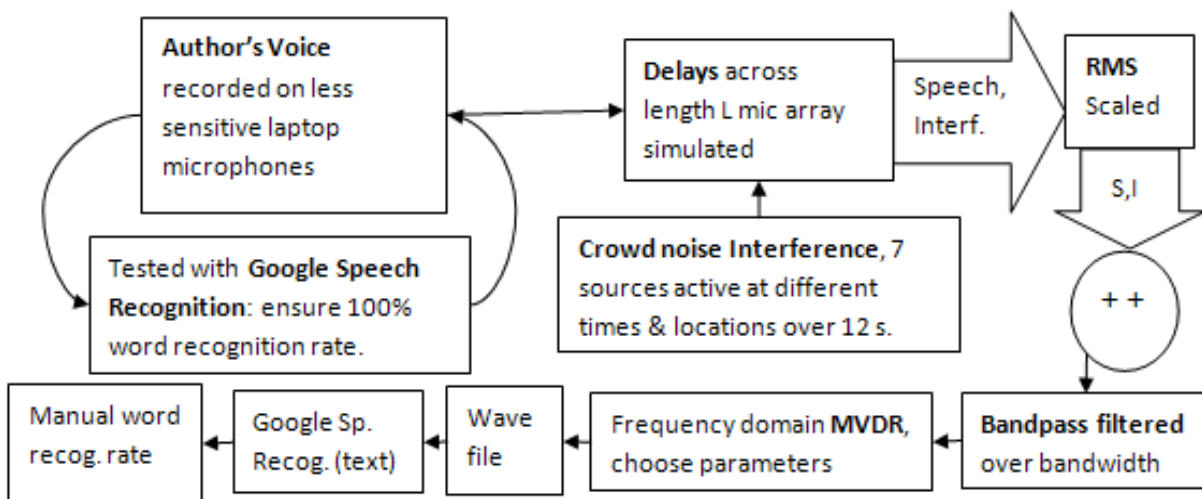 Author's Voice
recorded on less
sensitive laptop
microphones
Tested with Google Speech
Recognition: ensure 100%
word recognition rate.
Delays across
length L mic array
simulated
Crowd noise Interference, 7
sources active at different
times & locations over 12 s.
Speech,
Interf.
RMS
Scaled
S,I
+ +
Bandpass filtered
over bandwidth
Frequency domain MVDR,
choose parameters
Wave
file
Google Sp.
Recog. (text)
Manual word
recog. rate